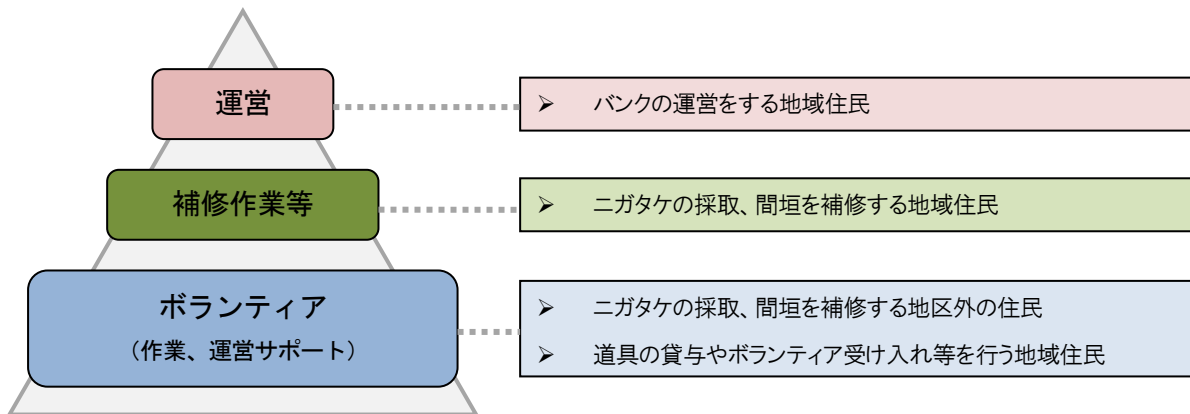 運営
➢ バンクの運営をする地域住民
補修作業等
➢ ニガタケの採取、間垣を補修する地域住民
ボランティア
（作業、運営サポート）
➢ ニガタケの採取、間垣を補修する地区外の住民
➢ 道具の貸与やボランティア受け入れ等を行う地域住民